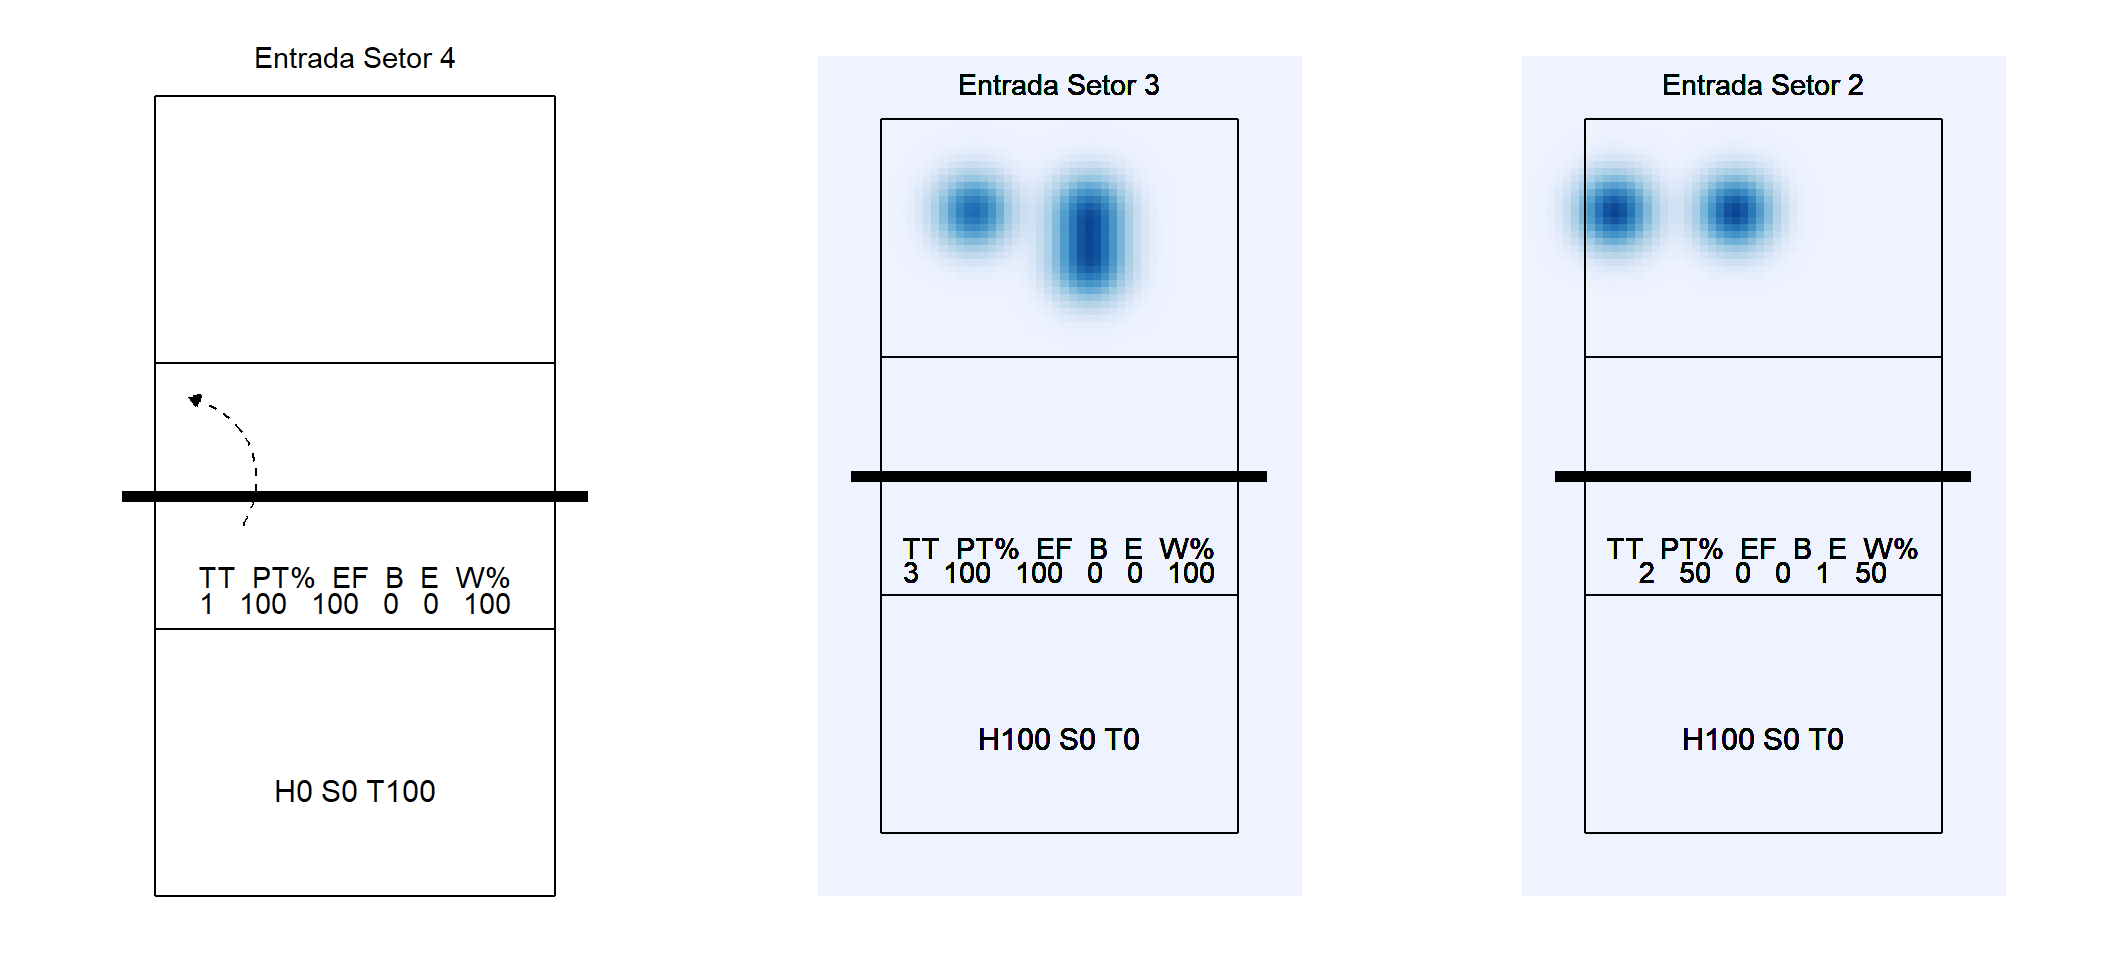 Entrada Setor 4
TT PT% EF B E W%
1 100 100 0 0 100
H0 S0 T100
Entrada Setor 3
TT PT% EF B E W%
3 100 100 0 0 100
H100 S0 T0
Entrada Setor 2
TT PT% EF B E W%
2 50 0 0 1 50
H100 S0 T0